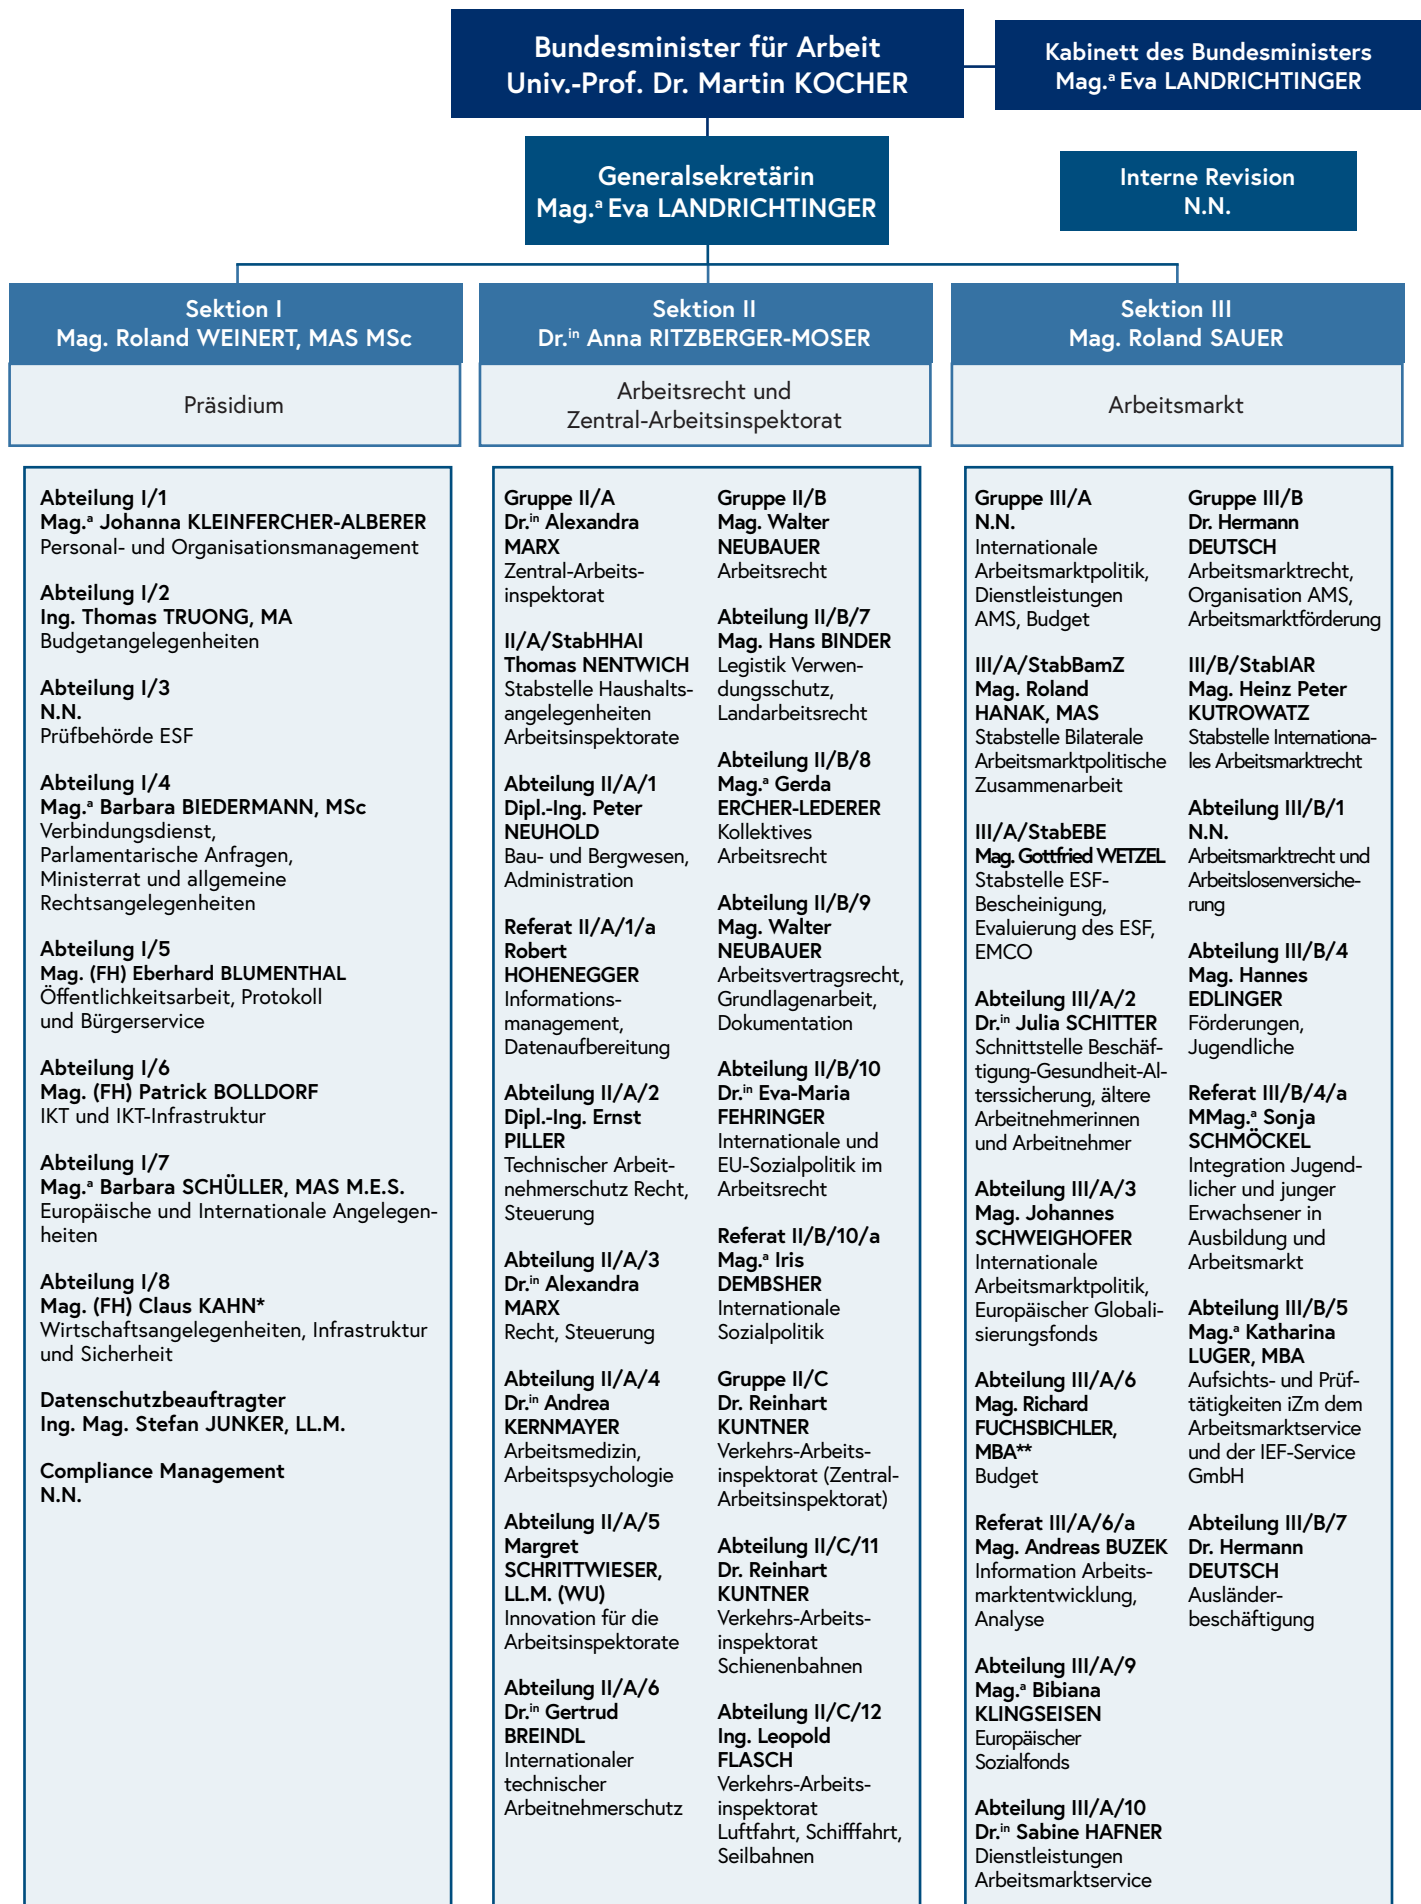 Bundesminister für Arbeit
Univ.-Prof. Dr. Martin KOCHER
Kabinett des Bundesministers
Mag.ª Eva LANDRICHTINGER
Generalsekretärin
Mag.ª Eva LANDRICHTINGER
Interne Revision
N.N.
Sektion I
Mag. Roland WEINERT, MAS MSc
Präsidium
Sektion II
Dr.ⁱⁿ Anna RITZBERGER-MOSER
Arbeitsrecht und
Zentral-Arbeitsinspektorat
Sektion III
Mag. Roland SAUER
Arbeitsmarkt
Abteilung I/1
Mag.ª Johanna KLEINFERCHER-ALBERER
Personal- und Organisationsmanagement
Abteilung I/2
Ing. Thomas TRUONG, MA
Budgetangelegenheiten
Abteilung I/3
N.N.
Prüfbehörde ESF
Abteilung I/4
Mag.ª Barbara BIEDERMANN, MSc
Verbindungsdienst,
Parlamentarische Anfragen,
Ministerrat und allgemeine
Rechtsangelegenheiten
Abteilung I/5
Mag. (FH) Eberhard BLUMENTHAL
Öffentlichkeitsarbeit, Protokoll
und Bürgerservice
Abteilung I/6
Mag. (FH) Patrick BOLLDORF
IKT und IKT-Infrastruktur
Abteilung I/7
Mag.ª Barbara SCHÜLLER, MAS M.E.S.
Europäische und Internationale Angelegen-
heiten
Abteilung I/8
Mag. (FH) Claus KAHN*
Wirtschaftsangelegenheiten, Infrastruktur
und Sicherheit
Datenschutzbeauftragter
Ing. Mag. Stefan JUNKER, LL.M.
Compliance Management
N.N.
Gruppe II/A
Dr.ⁱⁿ Alexandra
MARX
Zentral-Arbeits-
inspektorat
II/A/StabHHAI
Thomas NENTWICH
Stabstelle Haushalts-
angelegenheiten
Arbeitsinspektorate
Abteilung II/A/1
Dipl.-Ing. Peter
NEUHOLD
Bau- und Bergwesen,
Administration
Referat II/A/1/a
Robert
HOHENEGGER
Informations-
management,
Datenaufbereitung
Abteilung II/A/2
Dipl.-Ing. Ernst
PILLER
Technischer Arbeit-
nehmerschutz Recht,
Steuerung
Abteilung II/A/3
Dr.ⁱⁿ Alexandra
MARX
Recht, Steuerung
Abteilung II/A/4
Dr.ⁱⁿ Andrea
KERNMAYER
Arbeitsmedizin,
Arbeitspsychologie
Abteilung II/A/5
Margret
SCHRITTWIESER,
LL.M. (WU)
Innovation für die
Arbeitsinspektorate
Abteilung II/A/6
Dr.ⁱⁿ Gertrud
BREINDL
Internationaler
technischer
Arbeitnehmerschutz
Gruppe II/B
Mag. Walter
NEUBAUER
Arbeitsrecht
Abteilung II/B/7
Mag. Hans BINDER
Legistik Verwen-
dungsschutz,
Landarbeitsrecht
Abteilung II/B/8
Mag.ª Gerda
ERCHER-LEDERER
Kollektives
Arbeitsrecht
Abteilung II/B/9
Mag. Walter
NEUBAUER
Arbeitsvertragsrecht,
Grundlagenarbeit,
Dokumentation
Abteilung II/B/10
Dr.ⁱⁿ Eva-Maria
FEHRINGER
Internationale und
EU-Sozialpolitik im
Arbeitsrecht
Referat II/B/10/a
Mag.ª Iris
DEMBSHER
Internationale
Sozialpolitik
Gruppe II/C
Dr. Reinhart
KUNTNER
Verkehrs-Arbeits-
inspektorat (Zentral-
Arbeitsinspektorat)
Abteilung II/C/11
Dr. Reinhart
KUNTNER
Verkehrs-Arbeits-
inspektorat
Schienenbahnen
Abteilung II/C/12
Ing. Leopold
FLASCH
Verkehrs-Arbeits-
inspektorat
Luftfahrt, Schifffahrt,
Seilbahnen
Gruppe III/A
N.N.
Internationale
Arbeitsmarktpolitik,
Dienstleistungen
AMS, Budget
III/A/StabBamZ
Mag. Roland
HANAK, MAS
Stabstelle Bilaterale
Arbeitsmarktpolitische
Zusammenarbeit
III/A/StabEBE
Mag. Gottfried WETZEL
Stabstelle ESF-
Bescheinigung,
Evaluierung des ESF,
EMCO
Abteilung III/A/2
Dr.ⁱⁿ Julia SCHITTER
Schnittstelle Beschäf-
tigung-Gesundheit-Al-
terssicherung, ältere
Arbeitnehmerinnen
und Arbeitnehmer
Abteilung III/A/3
Mag. Johannes
SCHWEIGHOFER
Internationale
Arbeitsmarktpolitik,
Europäischer Globali-
sierungsfonds
Abteilung III/A/6
Mag. Richard
FUCHSBICHLER,
MBA**
Budget
Referat III/A/6/a
Mag. Andreas BUZEK
Information Arbeits-
marktentwicklung,
Analyse
Abteilung III/A/9
Mag.ª Bibiana
KLINGSEISEN
Europäischer
Sozialfonds
Abteilung III/A/10
Dr.ⁱⁿ Sabine HAFNER
Dienstleistungen
Arbeitsmarktservice
Gruppe III/B
Dr. Hermann
DEUTSCH
Arbeitsmarktrecht,
Organisation AMS,
Arbeitsmarktförderung
III/B/StabIAR
Mag. Heinz Peter
KUTROWATZ
Stabstelle Internationa-
les Arbeitsmarktrecht
Abteilung III/B/1
N.N.
Arbeitsmarktrecht und
Arbeitslosenversiche-
rung
Abteilung III/B/4
Mag. Hannes
EDLINGER
Förderungen,
Jugendliche
Referat III/B/4/a
MMag.ª Sonja
SCHMÖCKEL
Integration Jugend-
licher und junger
Erwachsener in
Ausbildung und
Arbeitsmarkt
Abteilung III/B/5
Mag.ª Katharina
LUGER, MBA
Aufsichts- und Prüf-
tätigkeiten iZm dem
Arbeitsmarktservice
und der IEF-Service
GmbH
Abteilung III/B/7
Dr. Hermann
DEUTSCH
Ausländer-
beschäftigung